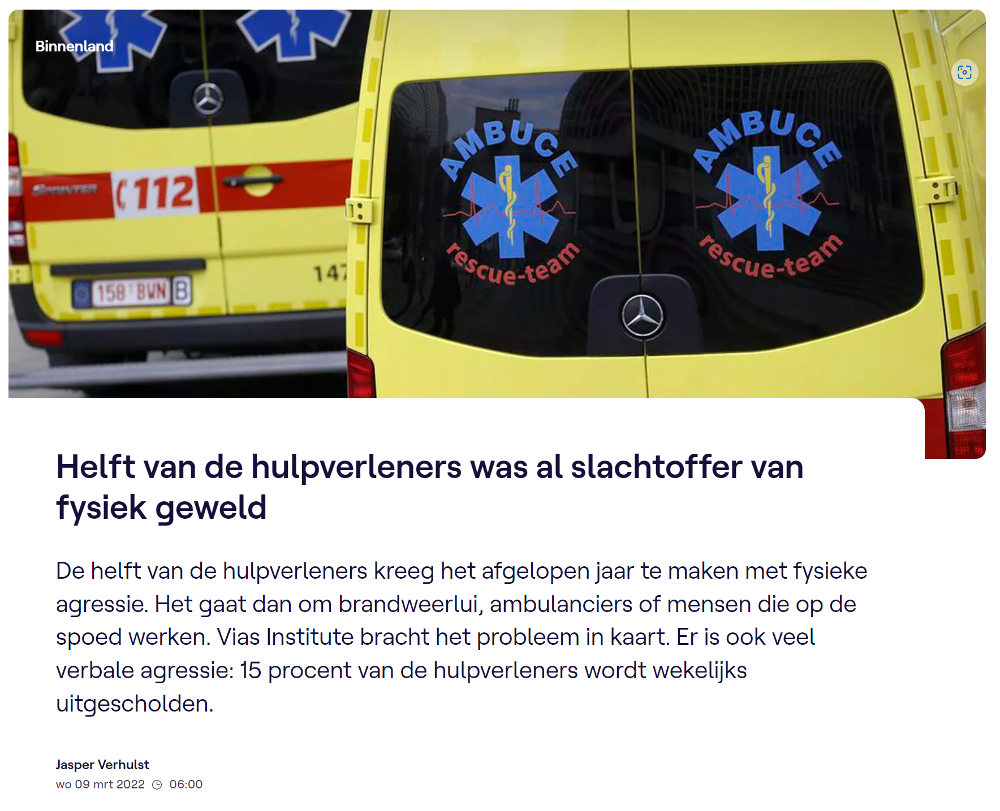 Binnenland
SPRINTER
112
147
158 BWN B
AMBUCE
rescue-team
AMBUCE
rescue-team
Helft van de hulpverleners was al slachtoffer van
fysiek geweld
De helft van de hulpverleners kreeg het afgelopen jaar te maken met fysieke
agressie. Het gaat dan om brandweerlui, ambulanciers of mensen die op de
spoed werken. Vias Institute bracht het probleem in kaart. Er is ook veel
verbale agressie: 15 procent van de hulpverleners wordt wekelijks
uitgescholden.
Jasper Verhulst
wo 09 mrt 2022 06:00